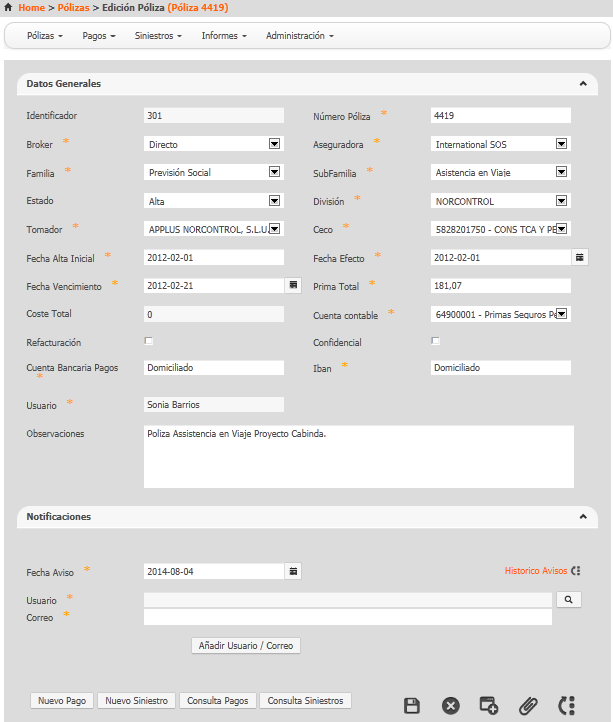 Home > Pólizas > Edición Póliza (Póliza 4419)
Pólizas Pagos Siniestros Informes Administración
Datos Generales
Identificador 301 Número Póliza * 4419
Broker * Directo Aseguradora * International SOS
Familia * Previsión Social SubFamilia * Asistencia en Viaje
Estado Alta División * NORCONTROL
Tomador * APPLUS NORCONTROL, S.L.U. Ceco * 5828201750 - CONS TCA Y PE
Fecha Alta Inicial * 2012-02-01 Fecha Efecto * 2012-02-01
Fecha Vencimiento * 2012-02-21 Prima Total * 181,07
Coste Total 0 Cuenta contable * 64900001 - Primas Seguros Pe
Refacturación Confidencial
Cuenta Bancaria Pagos * Domiciliado Iban * Domiciliado
Usuario * Sonia Barrios
Observaciones Poliza Assistencia en Viaje Proyecto Cabinda.
Notificaciones
Fecha Aviso * 2014-08-04 Historico Avisos
Usuario *
Correo *
Añadir Usuario / Correo
Nuevo Pago Nuevo Siniestro Consulta Pagos Consulta Siniestros